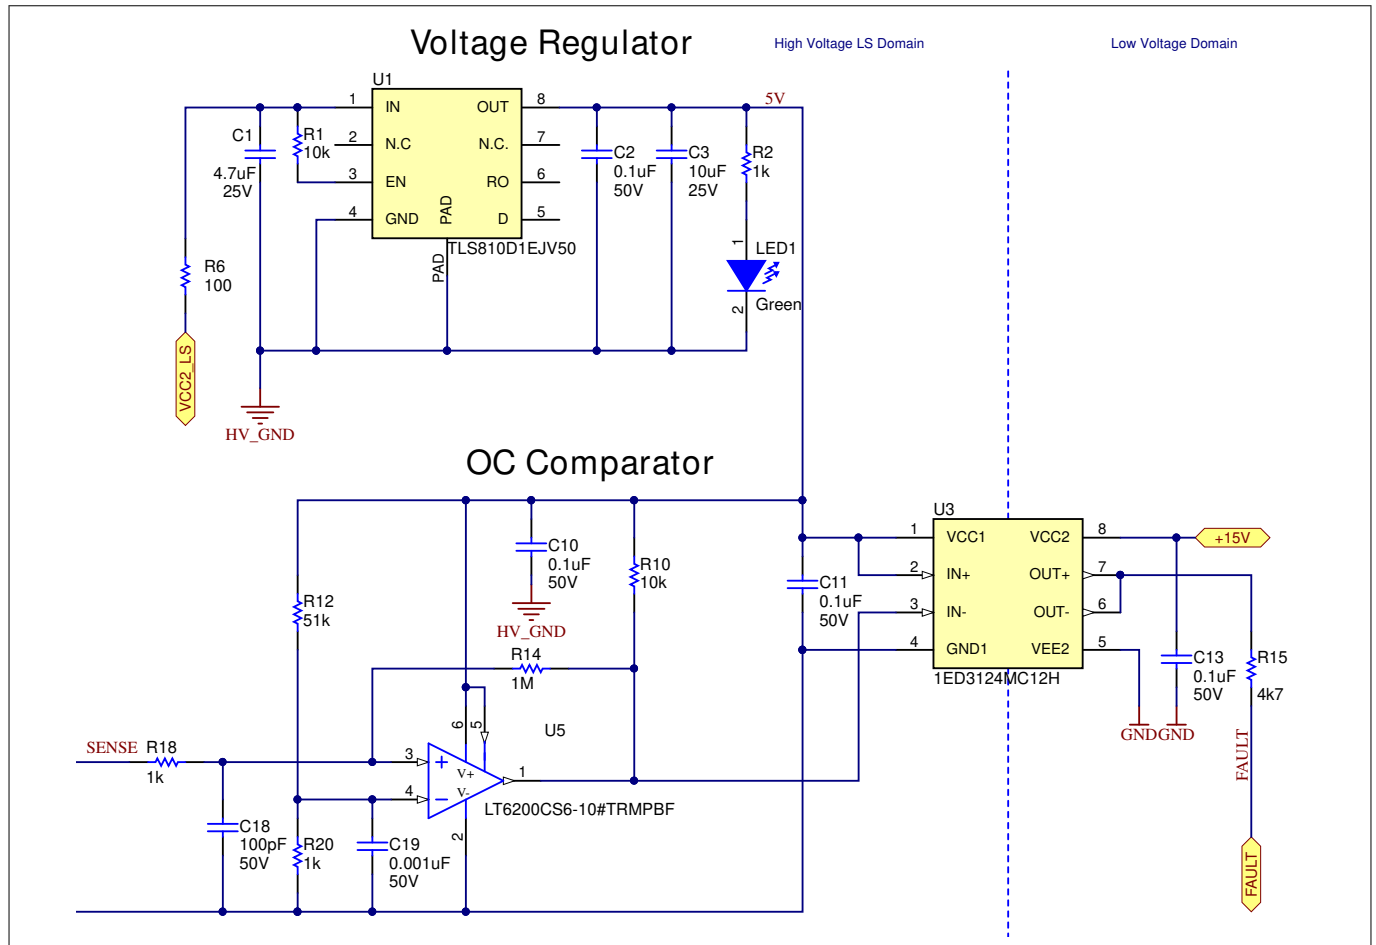 Voltage Regulator
High Voltage LS Domain
Low Voltage Domain
U1
1
IN
OUT
8
5V
2
N.C
N.C.
7
3
EN
RO
6
4
GND
D
5
PAD
PAD
TLS810D1EJV50
C1
4.7uF
25V
R1
10k
C2
0.1uF
50V
C3
10uF
25V
R2
1k
R6
100
1
LED1
2
Green
VCC2_LS
HV_GND
OC Comparator
U3
1
VCC1
VCC2
8
+15V
2
IN+
OUT+
7
3
IN-
OUT-
6
4
GND1
VEE2
5
1ED3124MC12H
C10
0.1uF
50V
HV_GND
R10
10k
C11
0.1uF
50V
R12
51k
R14
1M
C13
0.1uF
50V
R15
4k7
GND
GND
FAULT
FAULT
U5
6
5
SENSE
R18
1k
3
V+
V-
1
4
2
LT6200CS6-10#TRMPBF
C18
100pF
50V
R20
1k
C19
0.001uF
50V